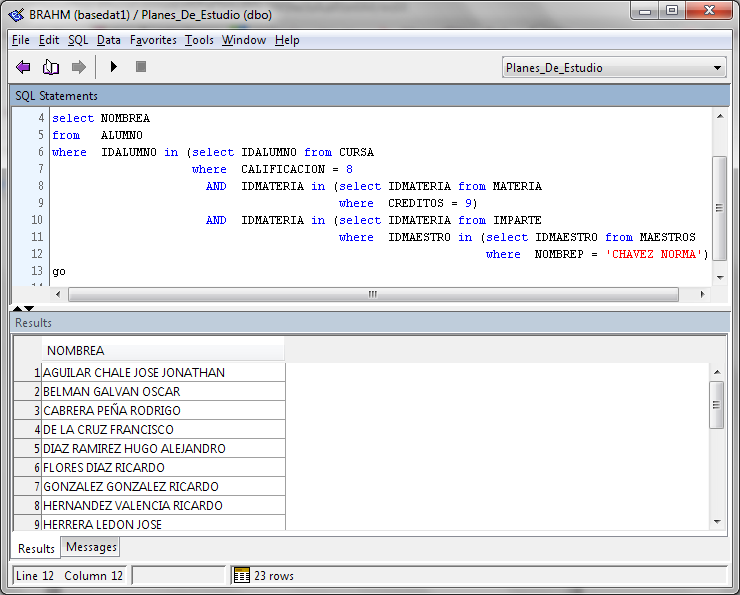 BRAHM (basedat1) / Planes_De_Estudio (dbo)
File Edit SQL Data Favorites Tools Window Help
Planes_De_Estudio
SQL Statements
4 select NOMBREA
5 from ALUMNO
6 where IDALUMNO in (select IDALUMNO from CURSA
7 where CALIFICACION = 8
8 AND IDMATERIA in (select IDMATERIA from MATERIA
9 where CREDITOS = 9)
10 AND IDMATERIA in (select IDMATERIA from IMPARTE
11 where IDMAESTRO in (select IDMAESTRO from MAESTROS
12 where NOMBREP = 'CHAVEZ NORMA')
13 go
Results
NOMBREA
1 AGUILAR CHALE JOSE JONATHAN
2 BELMAN GALVAN OSCAR
3 CABRERA PEÑA RODRIGO
4 DE LA CRUZ FRANCISCO
5 DIAZ RAMIREZ HUGO ALEJANDRO
6 FLORES DIAZ RICARDO
7 GONZALEZ GONZALEZ RICARDO
8 HERNANDEZ VALENCIA RICARDO
9 HERRERA LEDON JOSE
Results Messages
Line 12 Column 12 23 rows